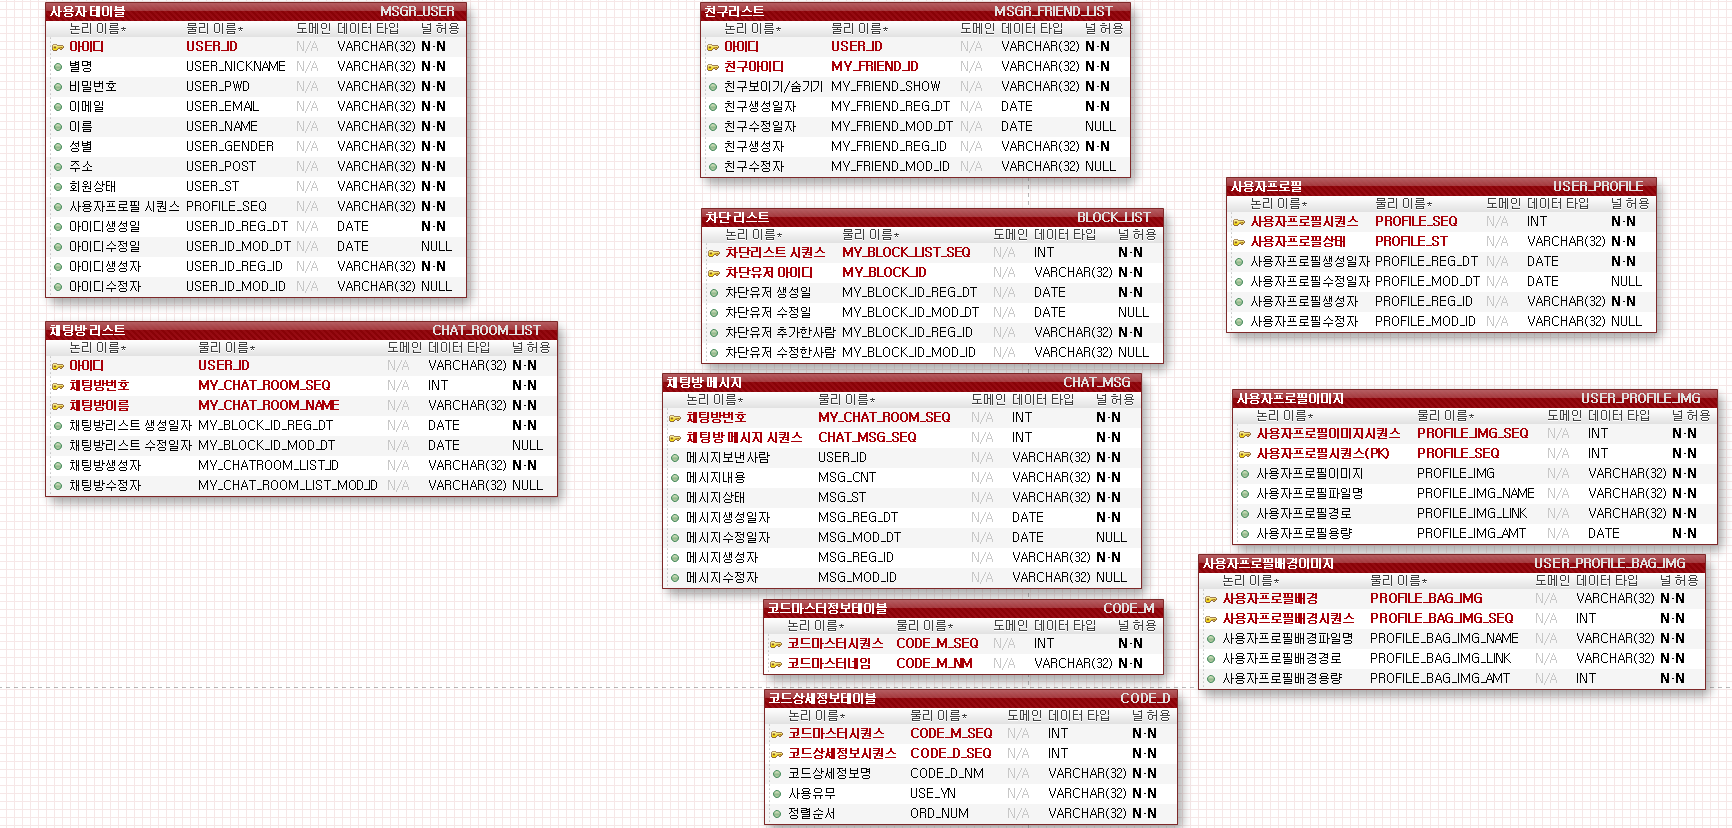 사용자 테이블 MSGR_USER
논리 이름* 물리 이름* 도메인 데이터 타입 널 허용
아이디 USER_ID N/A VARCHAR(32) N-N
별명 USER_NICKNAME N/A VARCHAR(32) N-N
비밀번호 USER_PWD N/A VARCHAR(32) N-N
이메일 USER_EMAIL N/A VARCHAR(32) N-N
이름 USER_NAME N/A VARCHAR(32) N-N
성별 USER_GENDER N/A VARCHAR(32) N-N
주소 USER_POST N/A VARCHAR(32) N-N
회원상태 USER_ST N/A VARCHAR(32) N-N
사용자프로필 시퀀스 PROFILE_SEQ N/A VARCHAR(32) N-N
아이디생성일 USER_ID_REG_DT N/A DATE N-N
아이디수정일 USER_ID_MOD_DT N/A DATE NULL
아이디생성자 USER_ID_REG_ID N/A VARCHAR(32) N-N
아이디수정자 USER_ID_MOD_ID N/A VARCHAR(32) NULL
채팅방 리스트 CHAT_ROOM_LIST
논리 이름* 물리 이름* 도메인 데이터 타입 널 허용
아이디 USER_ID N/A VARCHAR(32) N-N
채팅방번호 MY_CHAT_ROOM_SEQ N/A INT N-N
채팅방이름 MY_CHAT_ROOM_NAME N/A VARCHAR(32) N-N
채팅방리스트 생성일자 MY_BLOCK_ID_REG_DT N/A DATE N-N
채팅방리스트 수정일자 MY_BLOCK_ID_MOD_DT N/A DATE NULL
채팅방생성자 MY_CHATROOM_LIST_ID N/A VARCHAR(32) N-N
채팅방수정자 MY_CHAT_ROOM_LIST_MOD_ID N/A VARCHAR(32) NULL
친구리스트 MSGR_FRIEND_LIST
논리 이름* 물리 이름* 도메인 데이터 타입 널 허용
아이디 USER_ID N/A VARCHAR(32) N-N
친구아이디 MY_FRIEND_ID N/A VARCHAR(32) N-N
친구보이기/숨기기 MY_FRIEND_SHOW N/A VARCHAR(32) N-N
친구생성일자 MY_FRIEND_REG_DT N/A DATE N-N
친구수정일자 MY_FRIEND_MOD_DT N/A DATE NULL
친구생성자 MY_FRIEND_REG_ID N/A VARCHAR(32) N-N
친구수정자 MY_FRIEND_MOD_ID N/A VARCHAR(32) NULL
차단 리스트 BLOCK_LIST
논리 이름* 물리 이름* 도메인 데이터 타입 널 허용
차단리스트 시퀀스 MY_BLOCK_LIST_SEQ N/A INT N-N
차단유저 아이디 MY_BLOCK_ID N/A VARCHAR(32) N-N
차단유저 생성일 MY_BLOCK_ID_REG_DT N/A DATE N-N
차단유저 수정일 MY_BLOCK_ID_MOD_DT N/A DATE NULL
차단유저 추가한사람 MY_BLOCK_ID_REG_ID N/A VARCHAR(32) N-N
차단유저 수정한사람 MY_BLOCK_ID_MOD_ID N/A VARCHAR(32) NULL
채팅방 메시지 CHAT_MSG
논리 이름* 물리 이름* 도메인 데이터 타입 널 허용
채팅방번호 MY_CHAT_ROOM_SEQ N/A INT N-N
채팅방 메시지 시퀀스 CHAT_MSG_SEQ N/A INT N-N
메시지보낸사람 USER_ID N/A VARCHAR(32) N-N
메시지내용 MSG_CNT N/A VARCHAR(32) N-N
메시지상태 MSG_ST N/A VARCHAR(32) N-N
메시지생성일자 MSG_REG_DT N/A DATE N-N
메시지수정일자 MSG_MOD_DT N/A DATE NULL
메시지생성자 MSG_REG_ID N/A VARCHAR(32) N-N
메시지수정자 MSG_MOD_ID N/A VARCHAR(32) NULL
코드마스터정보테이블 CODE_M
논리 이름* 물리 이름* 도메인 데이터 타입 널 허용
코드마스터시퀀스 CODE_M_SEQ N/A INT N-N
코드마스터네임 CODE_M_NM N/A VARCHAR(32) N-N
코드상세정보테이블 CODE_D
논리 이름* 물리 이름* 도메인 데이터 타입 널 허용
코드마스터시퀀스 CODE_M_SEQ N/A INT N-N
코드상세정보시퀀스 CODE_D_SEQ N/A INT N-N
코드상세정보명 CODE_D_NM N/A VARCHAR(32) N-N
사용유무 USE_YN N/A VARCHAR(32) N-N
정렬순서 ORD_NUM N/A VARCHAR(32) N-N
사용자프로필 USER_PROFILE
논리 이름* 물리 이름* 도메인 데이터 타입 널 허용
사용자프로필시퀀스 PROFILE_SEQ N/A INT N-N
사용자프로필상태 PROFILE_ST N/A VARCHAR(32) N-N
사용자프로필생성일자 PROFILE_REG_DT N/A DATE N-N
사용자프로필수정일자 PROFILE_MOD_DT N/A DATE NULL
사용자프로필생성자 PROFILE_REG_ID N/A VARCHAR(32) N-N
사용자프로필수정자 PROFILE_MOD_ID N/A VARCHAR(32) NULL
사용자프로필이미지 USER_PROFILE_IMG
논리 이름* 물리 이름* 도메인 데이터 타입 널 허용
사용자프로필이미지시퀀스 PROFILE_IMG_SEQ N/A INT N-N
사용자프로필시퀀스(PK) PROFILE_SEQ N/A INT N-N
사용자프로필이미지 PROFILE_IMG N/A VARCHAR(32) N-N
사용자프로필파일명 PROFILE_IMG_NAME N/A VARCHAR(32) N-N
사용자프로필경로 PROFILE_IMG_LINK N/A VARCHAR(32) N-N
사용자프로필용량 PROFILE_IMG_AMT N/A DATE N-N
사용자프로필배경이미지 USER_PROFILE_BAG_IMG
논리 이름* 물리 이름* 도메인 데이터 타입 널 허용
사용자프로필배경 PROFILE_BAG_IMG N/A VARCHAR(32) N-N
사용자프로필배경시퀀스 PROFILE_BAG_IMG_SEQ N/A INT N-N
사용자프로필배경파일명 PROFILE_BAG_IMG_NAME N/A VARCHAR(32) N-N
사용자프로필배경경로 PROFILE_BAG_IMG_LINK N/A VARCHAR(32) N-N
사용자프로필배경용량 PROFILE_BAG_IMG_AMT N/A INT N-N